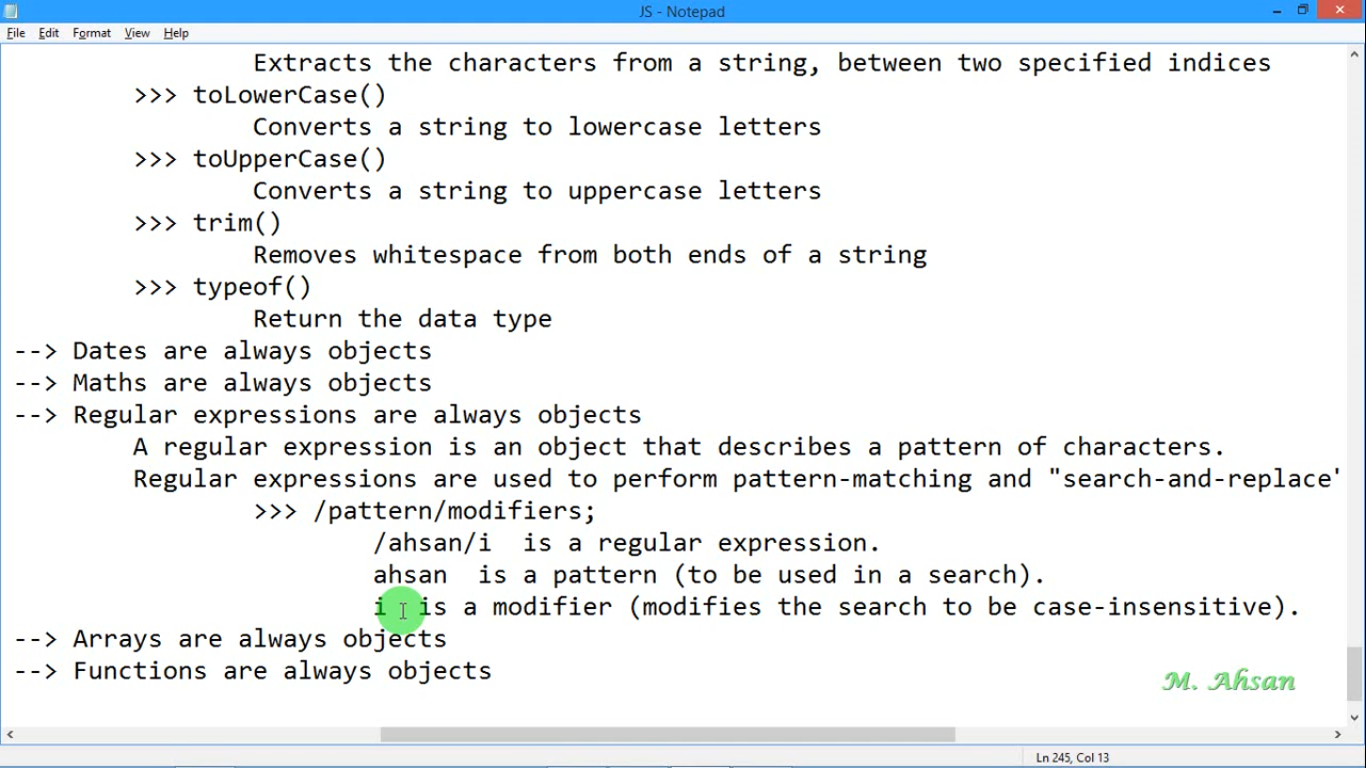 JS - Notepad
File Edit Format View Help
Extracts the characters from a string, between two specified indices
>>> toLowerCase()
Converts a string to lowercase letters
>>> toUpperCase()
Converts a string to uppercase letters
>>> trim()
Removes whitespace from both ends of a string
>>> typeof()
Return the data type
--> Dates are always objects
--> Maths are always objects
--> Regular expressions are always objects
A regular expression is an object that describes a pattern of characters.
Regular expressions are used to perform pattern-matching and "search-and-replace'
>>> /pattern/modifiers;
/ahsan/i is a regular expression.
ahsan is a pattern (to be used in a search).
i is a modifier (modifies the search to be case-insensitive).
--> Arrays are always objects
--> Functions are always objects
M. Ahsan
Ln 245, Col 13